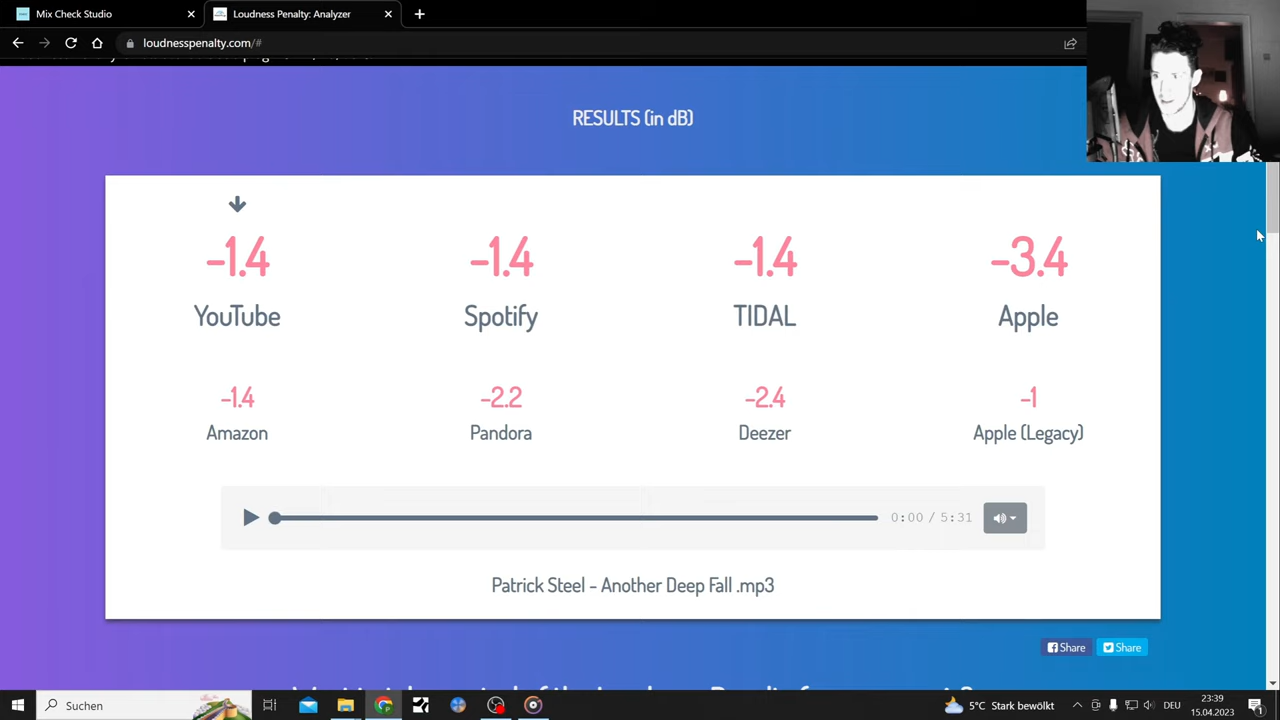 Mix Check Studio
Loudness Penalty: Analyzer
loudnesspenalty.com/#
RESULTS (in dB)
-1.4 -1.4 -1.4 -3.4
YouTube Spotify TIDAL Apple
-1.4 -2.2 -2.4 -1
Amazon Pandora Deezer Apple (Legacy)
0:00 / 5:31
Patrick Steel - Another Deep Fall .mp3
Share Share
Suchen
5°C Stark bewölkt
DEU
23:39
15.04.2023